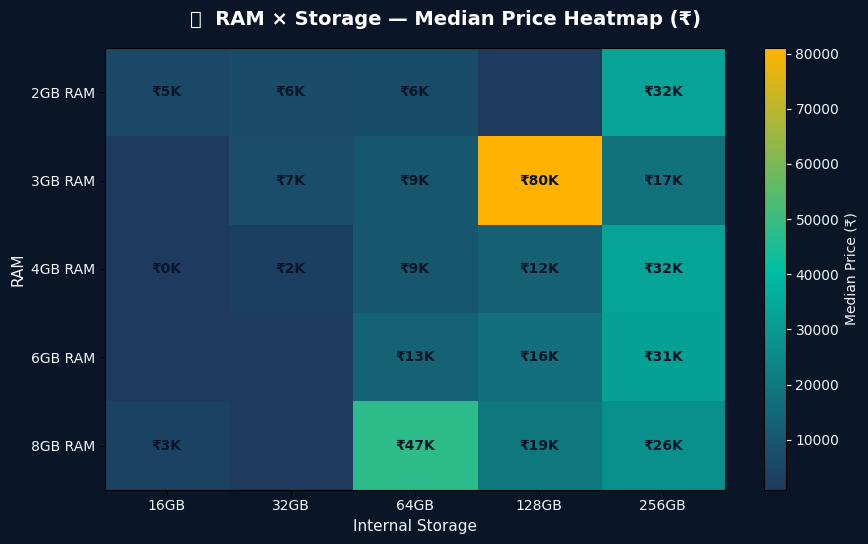 RAM × Storage — Median Price Heatmap (₹)
2GB RAM ₹5K ₹6K ₹6K ₹32K
3GB RAM ₹7K ₹9K ₹80K ₹17K
4GB RAM ₹0K ₹2K ₹9K ₹12K ₹32K
6GB RAM ₹13K ₹16K ₹31K
8GB RAM ₹3K ₹47K ₹19K ₹26K
16GB 32GB 64GB 128GB 256GB
Internal Storage
RAM
80000
70000
60000
50000
40000
30000
20000
10000
Median Price (₹)